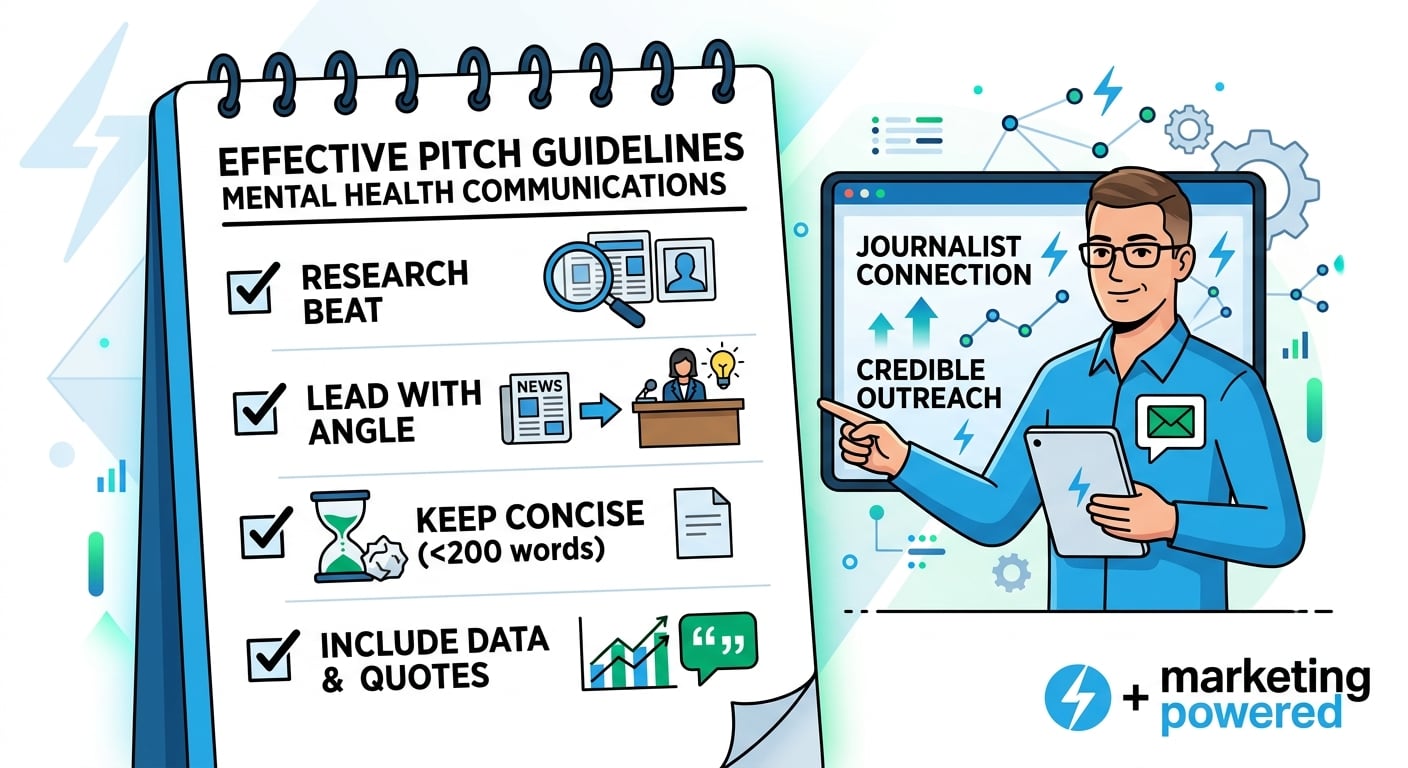 EFFECTIVE PITCH GUIDELINES
MENTAL HEALTH COMMUNICATIONS
RESEARCH
BEAT
LEAD WITH
ANGLE
NEWS
KEEP CONCISE
(<200 words)
INCLUDE DATA
& QUOTES
“ ”
JOURNALIST
CONNECTION
CREDIBLE
OUTREACH
+ marketing
powered